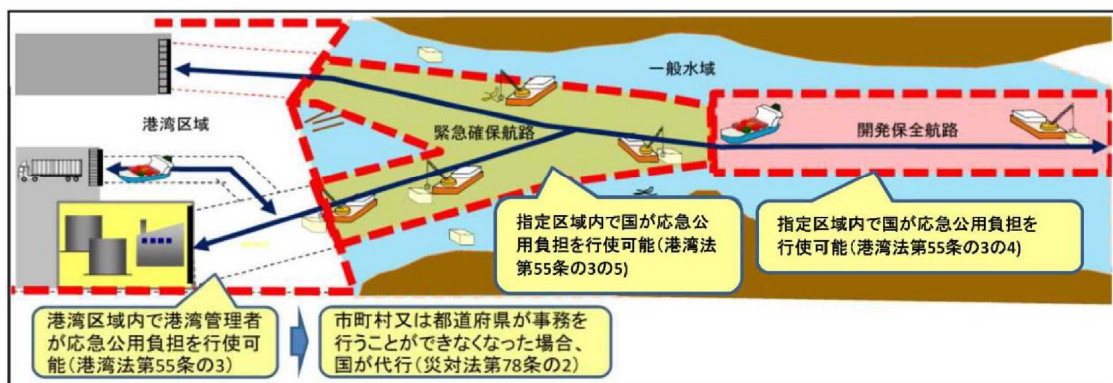 一般水域
港湾区域
緊急確保航路
開発保全航路
指定区域内で国が応急公
用負担を行使可能(港湾法
第55条の3の5)
指定区域内で国が応急公用負担を
行使可能(港湾法第55条の3の4)
港湾区域内で港湾管理者
が応急公用負担を行使可
能(港湾法第55条の3)
市町村又は都道府県が事務を
行うことができなくなった場合、
国が代行(災対法第78条の2)